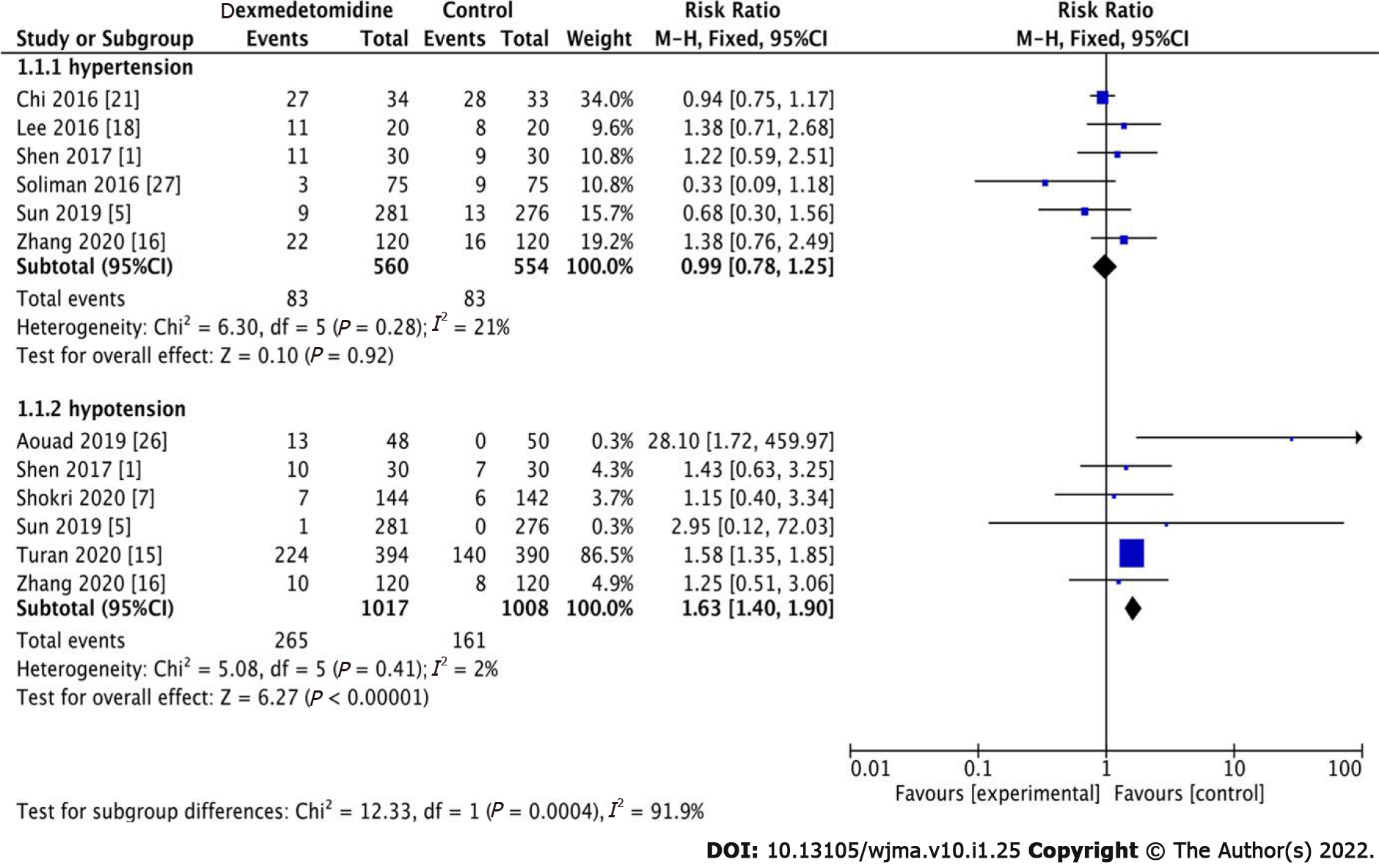 Dexmedetomidine Control Risk Ratio Risk Ratio
Study or Subgroup Events Total Events Total Weight M-H, Fixed, 95%CI M-H, Fixed, 95%CI
1.1.1 hypertension
Chi 2016 [21] 27 34 28 33 34.0% 0.94 [0.75, 1.17]
Lee 2016 [18] 11 20 8 20 9.6% 1.38 [0.71, 2.68]
Shen 2017 [1] 11 30 9 30 10.8% 1.22 [0.59, 2.51]
Soliman 2016 [27] 3 75 9 75 10.8% 0.33 [0.09, 1.18]
Sun 2019 [5] 9 281 13 276 15.7% 0.68 [0.30, 1.56]
Zhang 2020 [16] 22 120 16 120 19.2% 1.38 [0.76, 2.49]
Subtotal (95%CI) 560 554 100.0% 0.99 [0.78, 1.25]
Total events 83 83
Heterogeneity: Chi² = 6.30, df = 5 (P = 0.28); I² = 21%
Test for overall effect: Z = 0.10 (P = 0.92)
1.1.2 hypotension
Aouad 2019 [26] 13 48 0 50 0.3% 28.10 [1.72, 459.97]
Shen 2017 [1] 10 30 7 30 4.3% 1.43 [0.63, 3.25]
Shokri 2020 [7] 7 144 6 142 3.7% 1.15 [0.40, 3.34]
Sun 2019 [5] 1 281 0 276 0.3% 2.95 [0.12, 72.03]
Turan 2020 [15] 224 394 140 390 86.5% 1.58 [1.35, 1.85]
Zhang 2020 [16] 10 120 8 120 4.9% 1.25 [0.51, 3.06]
Subtotal (95%CI) 1017 1008 100.0% 1.63 [1.40, 1.90]
Total events 265 161
Heterogeneity: Chi² = 5.08, df = 5 (P = 0.41); I² = 2%
Test for overall effect: Z = 6.27 (P < 0.00001)
0.01 0.1 1 10 100
Favours [experimental] Favours [control]
Test for subgroup differences: Chi² = 12.33, df = 1 (P = 0.0004), I² = 91.9%
DOI: 10.13105/wjma.v10.i1.25 Copyright © The Author(s) 2022.